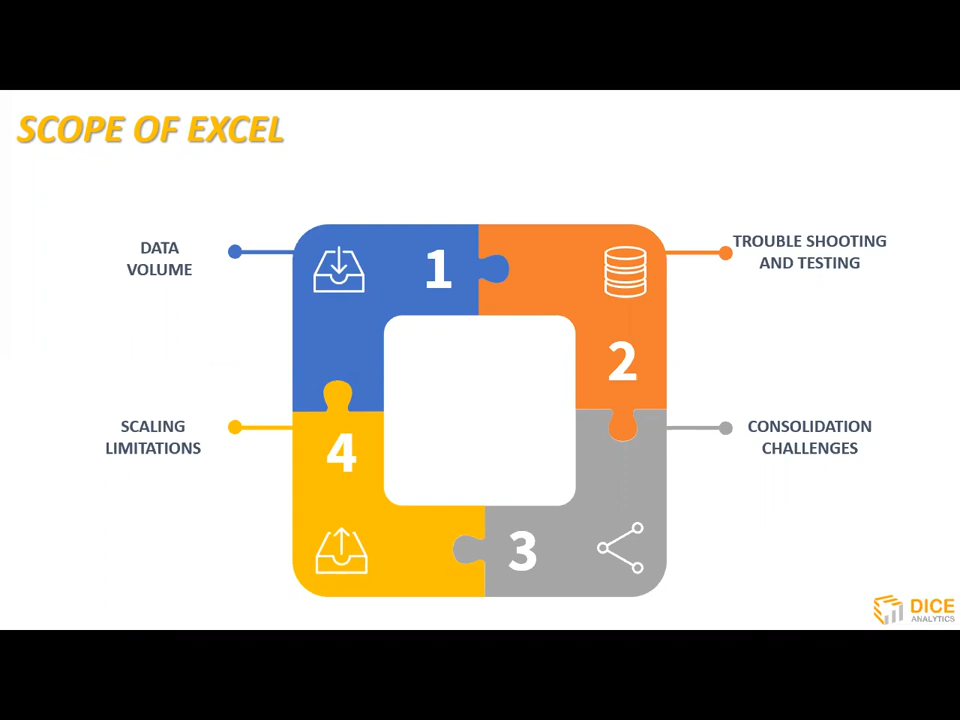 SCOPE OF EXCEL
DATA
VOLUME
1
TROUBLE SHOOTING
AND TESTING
2
SCALING
LIMITATIONS
4
CONSOLIDATION
CHALLENGES
3
DICE
ANALYTICS